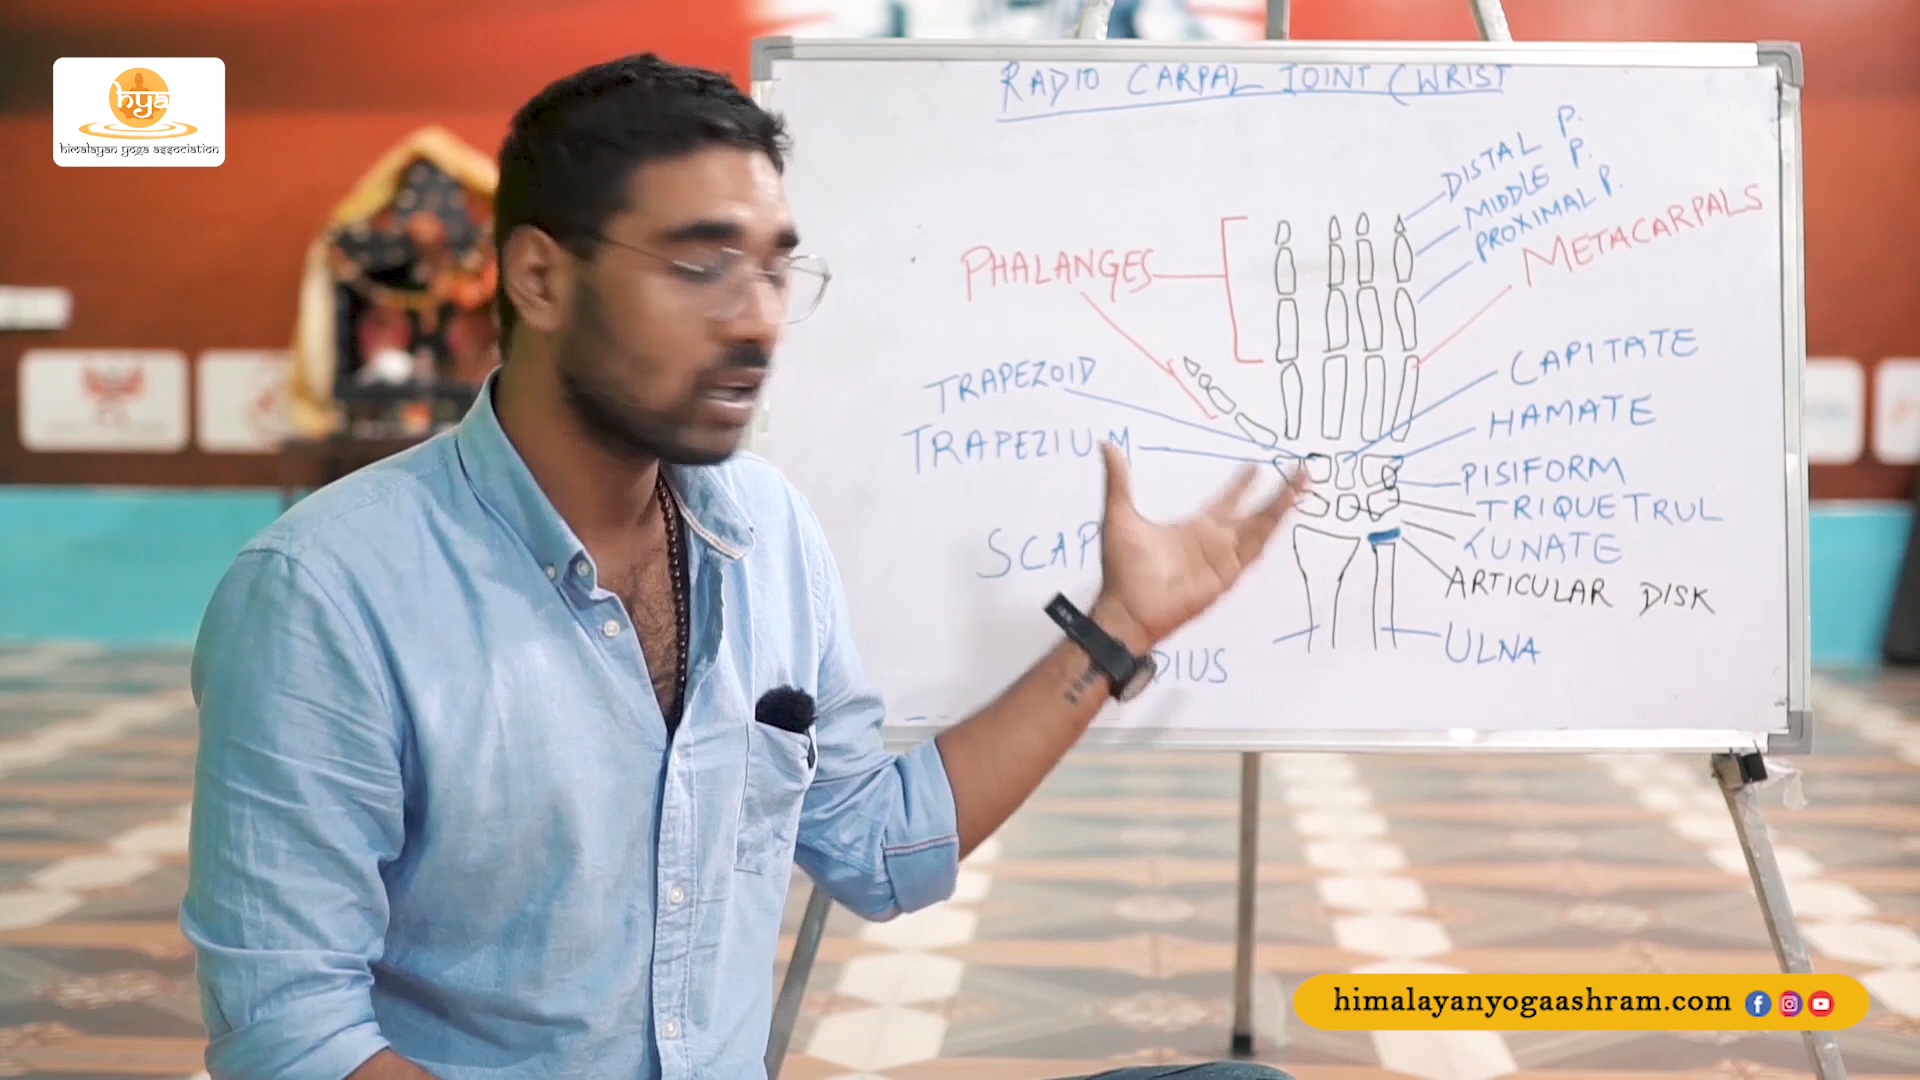 hya
himalayan yoga association
RADIO CARPAL JOINT (WRIST
DISTAL P.
MIDDLE P.
PROXIMAL P.
METACARPALS
PHALANGES
CAPITATE
TRAPEZOID
HAMATE
TRAPEZIUM
PISIFORM
TRIQUETRUL
LUNATE
SCAP
ARTICULAR DISK
ULNA
DIUS
himalayanyogaashram.com